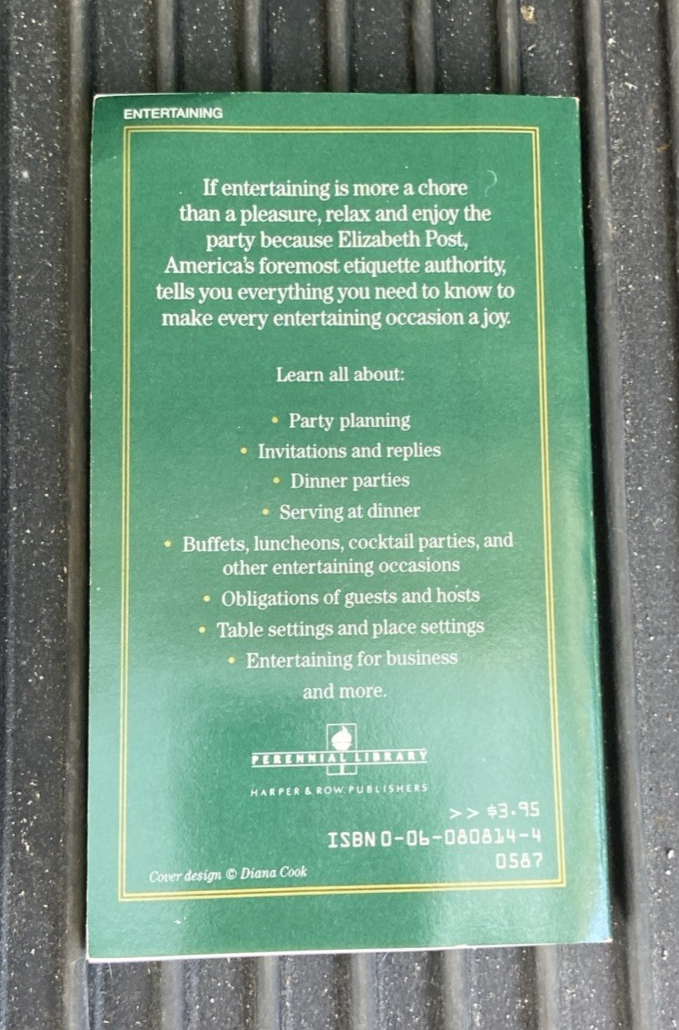 ENTERTAINING
If entertaining is more a chore
than a pleasure, relax and enjoy the
party because Elizabeth Post,
America's foremost etiquette authority,
tells you everything you need to know to
make every entertaining occasion a joy.
Learn all about:
• Party planning
• Invitations and replies
• Dinner parties
• Serving at dinner
• Buffets, luncheons, cocktail parties, and
other entertaining occasions
• Obligations of guests and hosts
• Table settings and place settings
• Entertaining for business
and more.
PERENNIAL LIBRARY
HARPER & ROW, PUBLISHERS
>> $3.95
ISBN 0-06-080814-4
0587
Cover design © Diana Cook